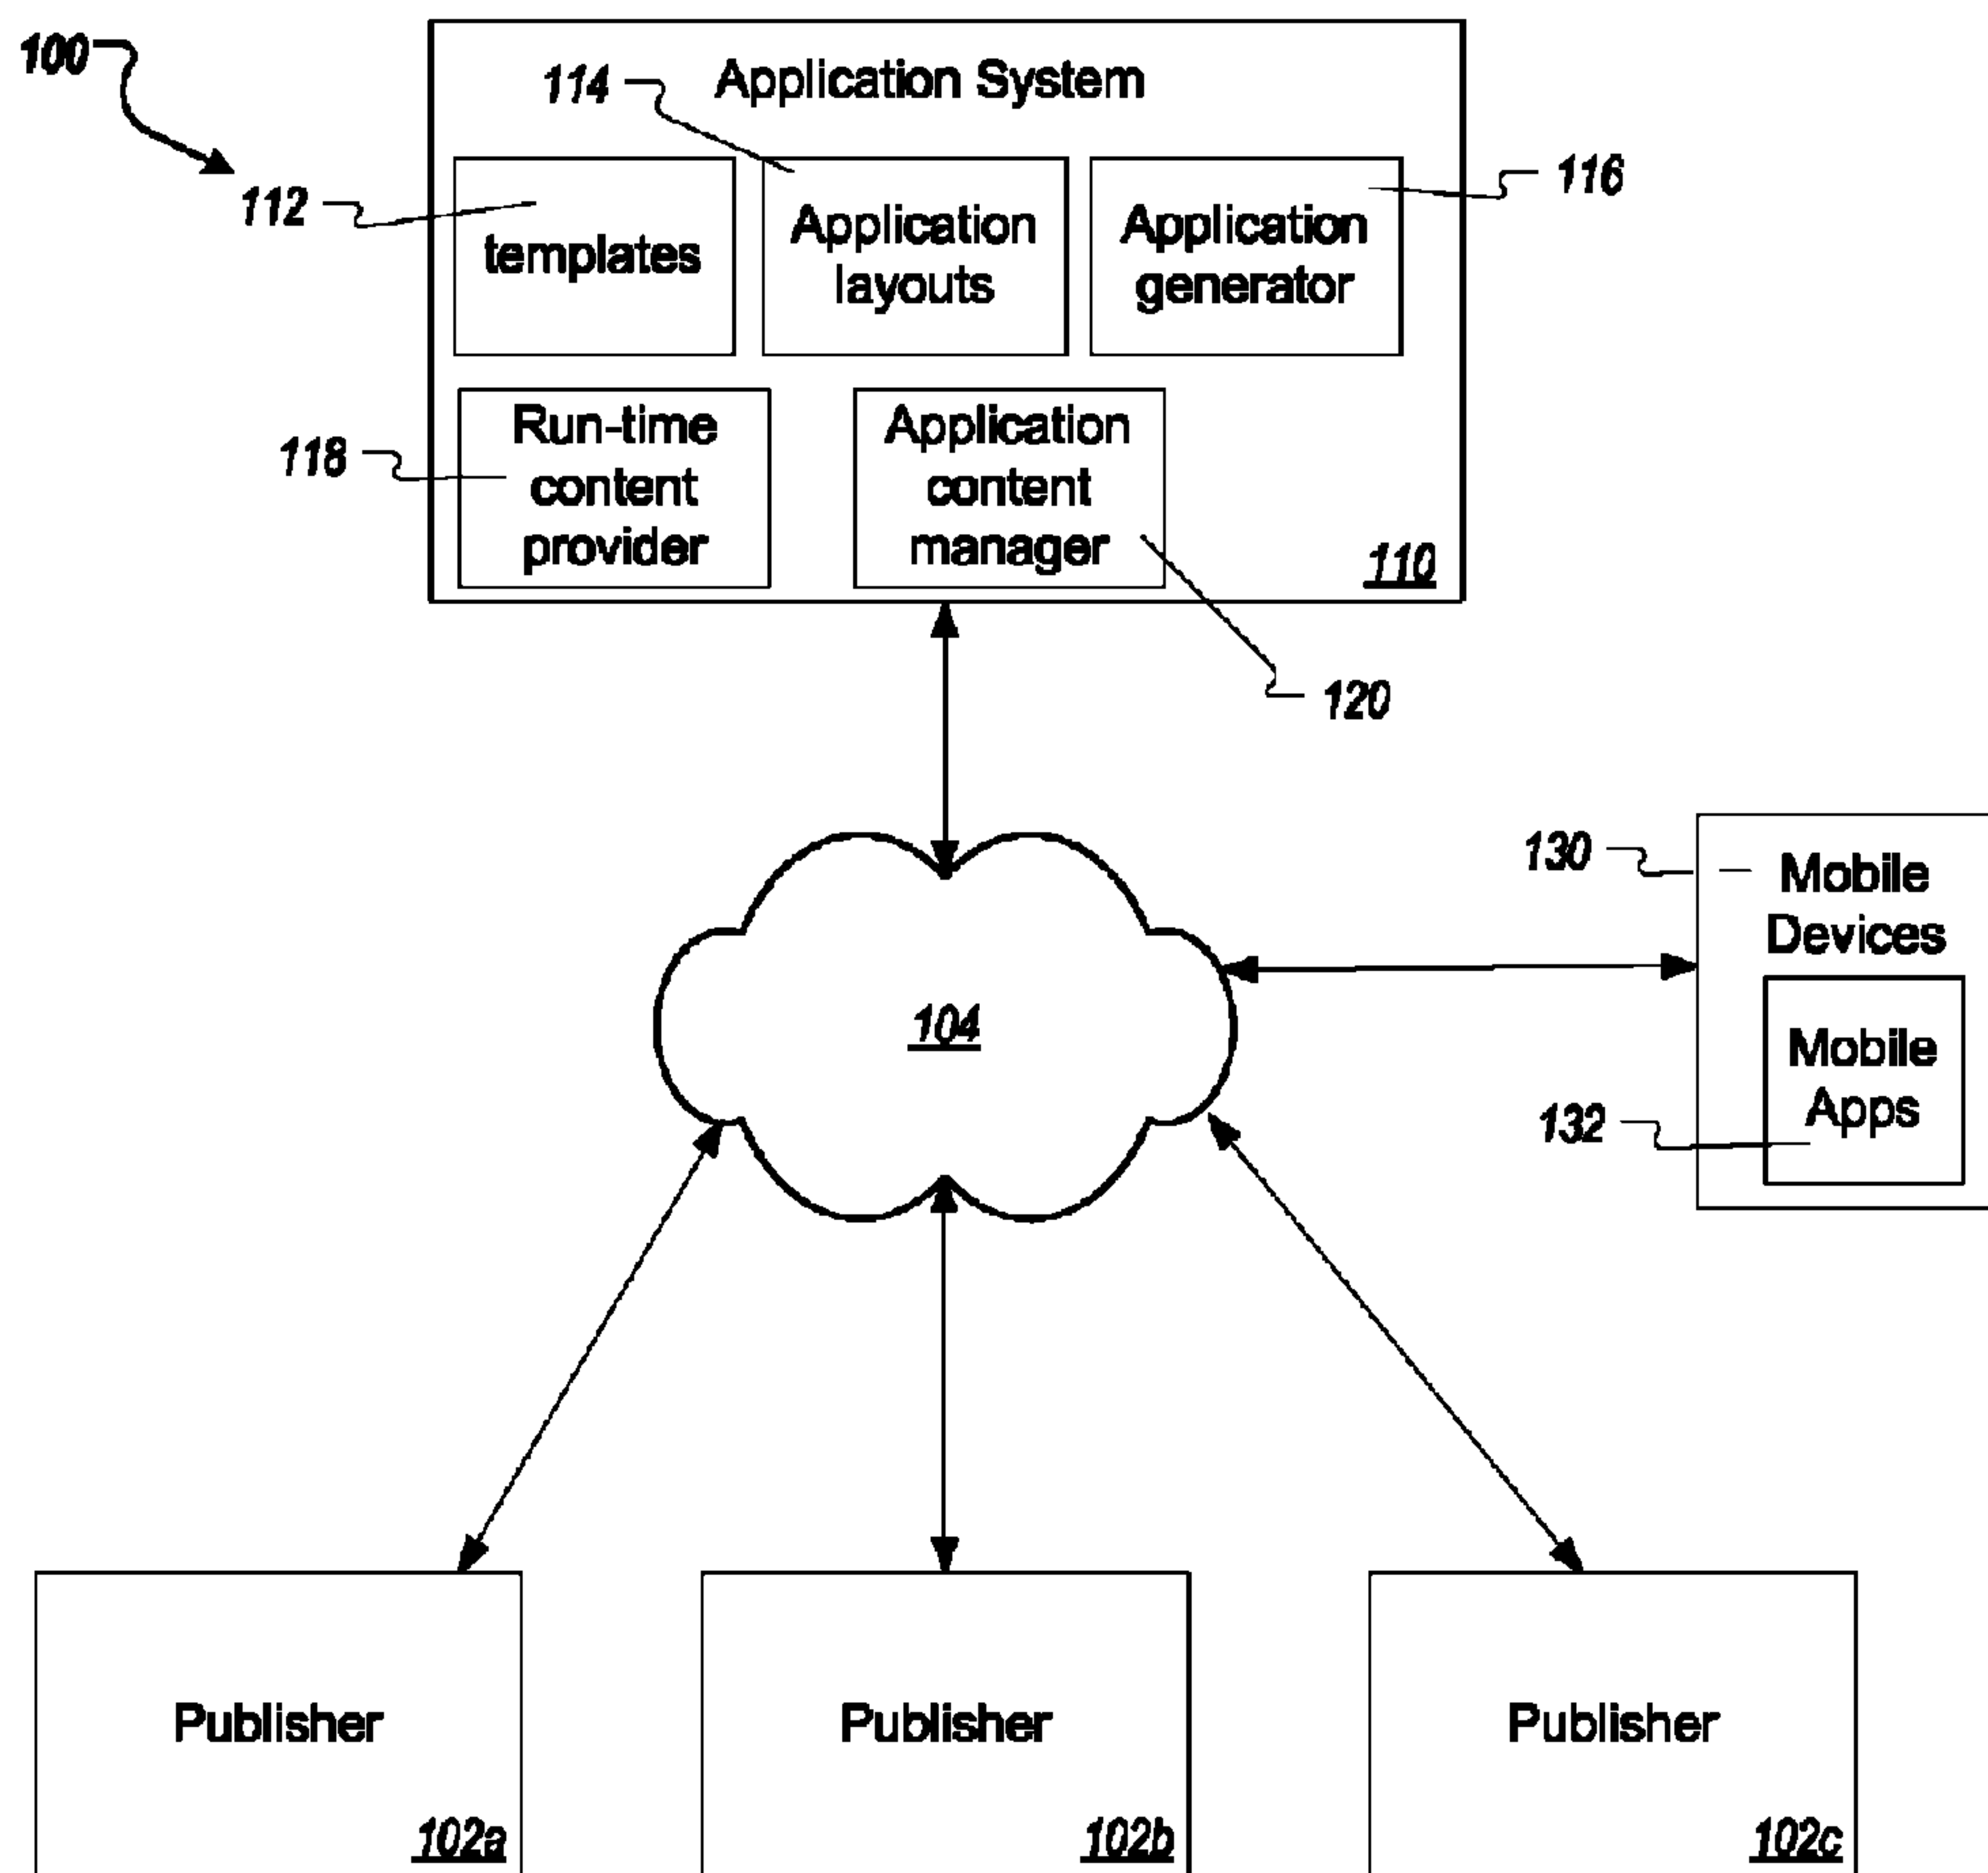 100
114
Application System
116
112
templates
Application
layouts
Application
generator
118
Run-time
content
provider
Application
content
manager
110
120
130
Mobile
Devices
104
Mobile
Apps
132
Publisher
102a
Publisher
102b
Publisher
102c